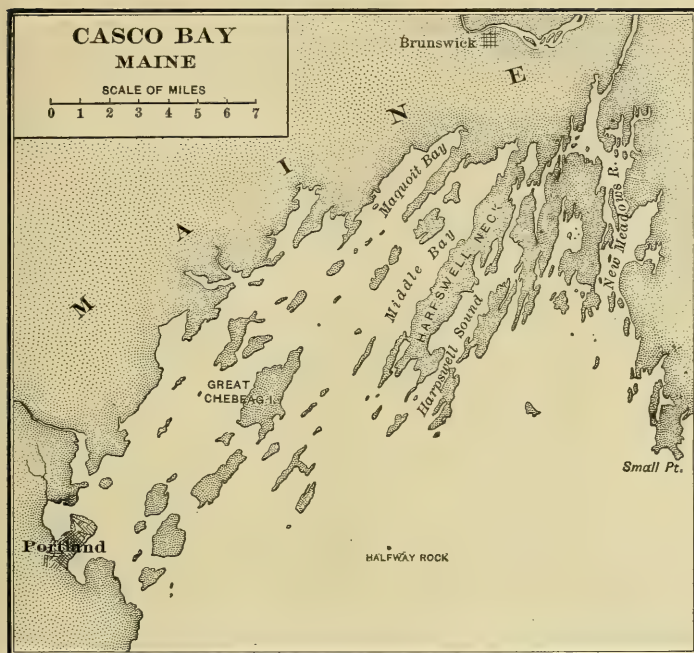 CASCO BAY
MAINE
SCALE OF MILES
0 1 2 3 4 5 6 7
Brunswick
M A I N E
Maquoit Bay
Middle Bay
HARPSWELL NECK
Harpswell Sound
New Meadows R.
GREAT
CHEBEAG I.
Small Pt.
Portland
HALFWAY ROCK